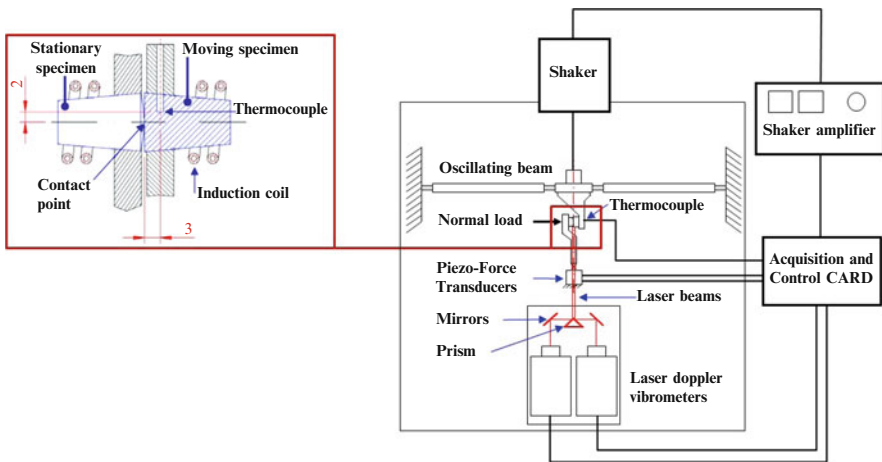 Stationary
specimen
Moving specimen
2
Thermocouple
Contact
point
Induction coil
3
Shaker
Shaker amplifier
Oscillating beam
Thermocouple
Normal load
Acquisition and
Control CARD
Piezo-Force
Transducers
Laser beams
Mirrors
Prism
Laser doppler
vibrometers